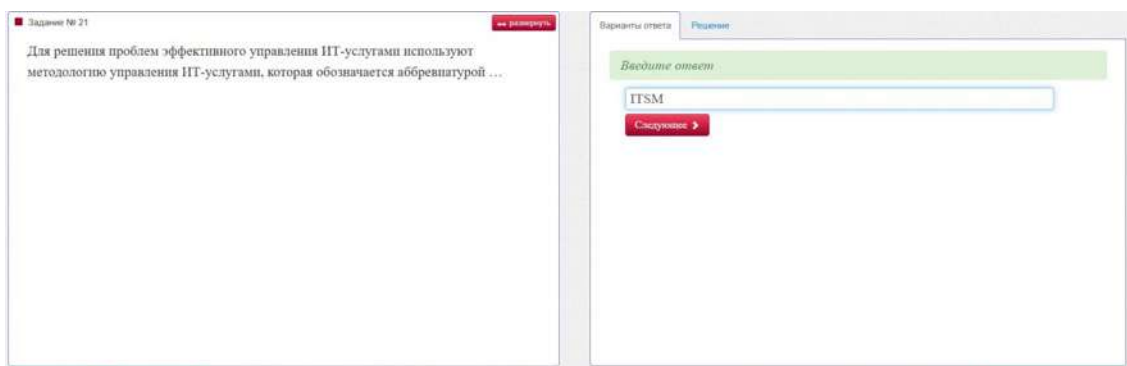 Задание № 21
развернуть
Для решения проблем эффективного управления ИТ-услугами используют
методологию управления ИТ-услугами, которая обозначается аббревиатурой …
Варианты ответа
Решение
Введите ответ
ITSM
Следующее